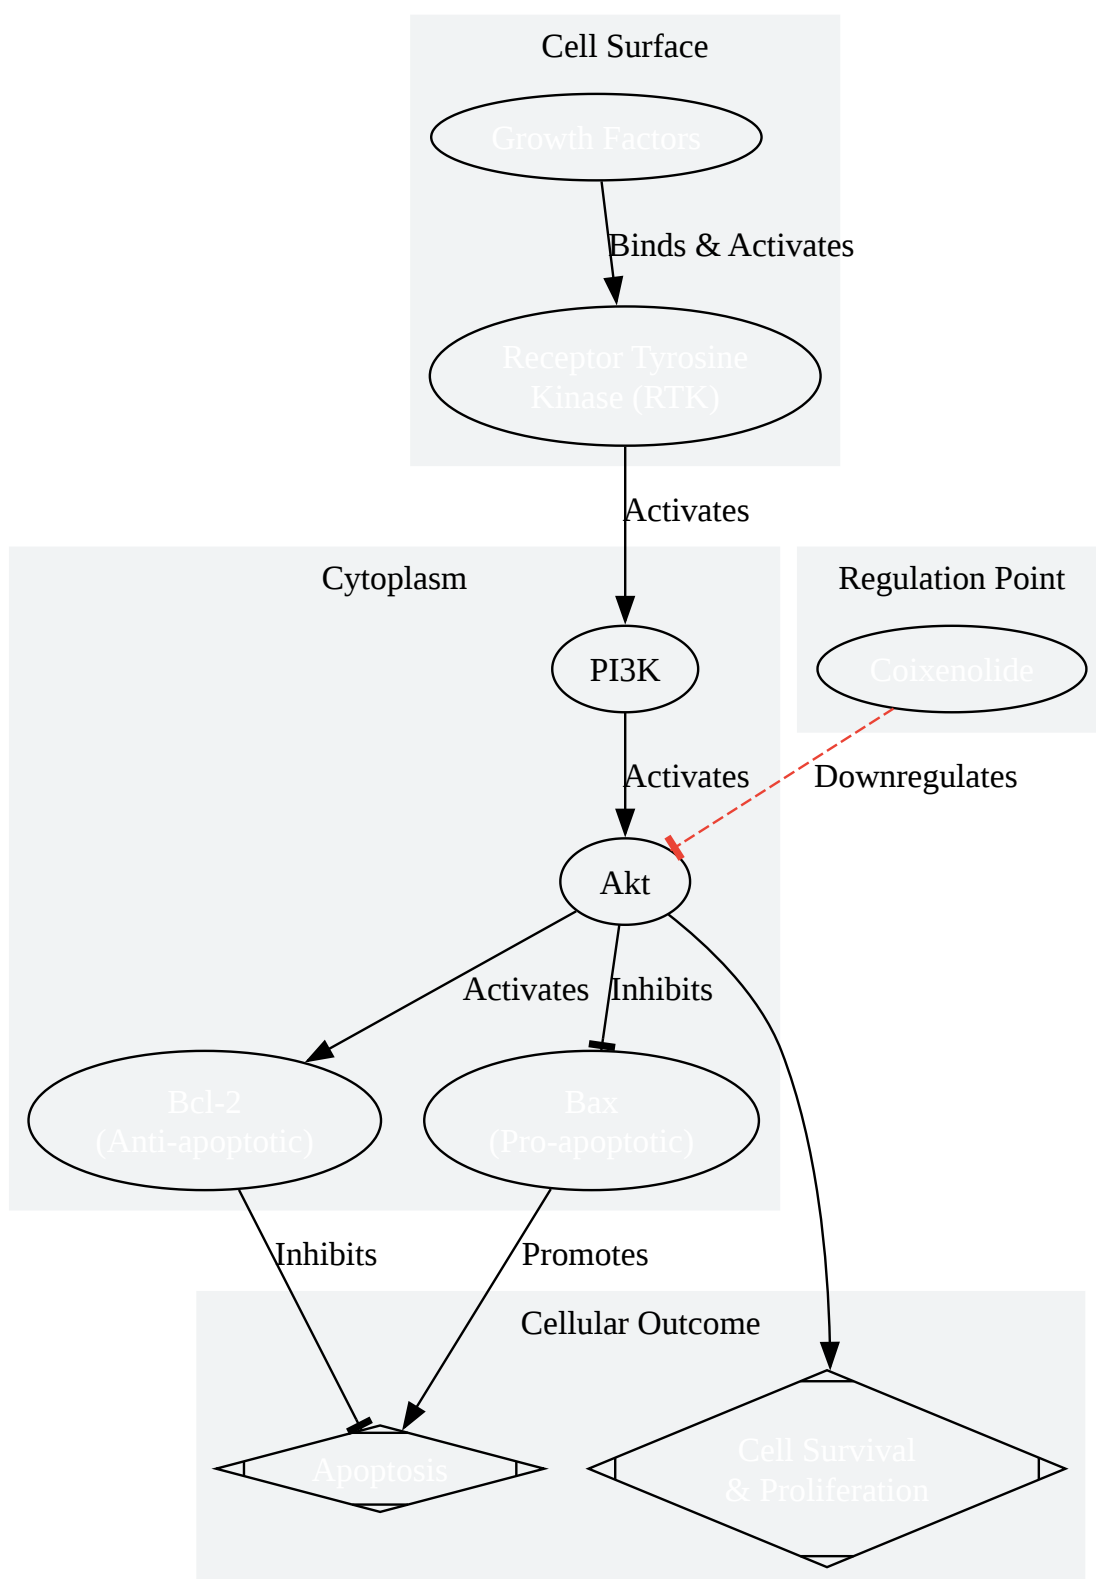 Cell Surface
Growth Factors
Binds & Activates
Receptor Tyrosine
Kinase (RTK)
Activates
Cytoplasm
Regulation Point
PI3K
Coixenolide
Activates
Downregulates
Akt
Activates
Inhibits
Bcl-2
(Anti-apoptotic)
Bax
(Pro-apoptotic)
Inhibits
Promotes
Cellular Outcome
Apoptosis
Cell Survival
& Proliferation